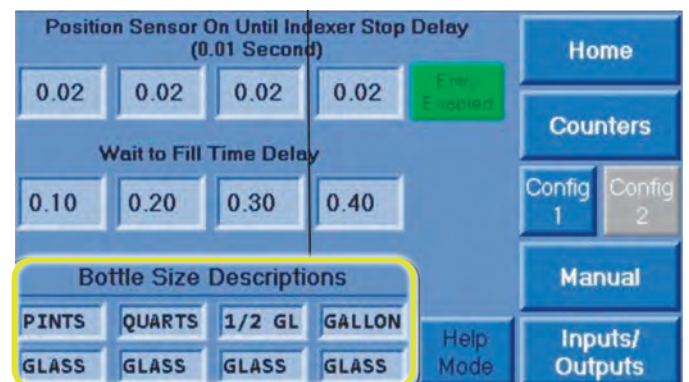 Position Sensor On Until Indexer Stop Delay
(0.01 Second)
0.02 0.02 0.02 0.02
Entry
Enabled
Wait to Fill Time Delay
0.10 0.20 0.30 0.40
Bottle Size Descriptions
PINTS QUARTS 1/2 GL GALLON
GLASS GLASS GLASS GLASS
Help
Mode
Home
Counters
Config
1
Config
2
Manual
Inputs/
Outputs